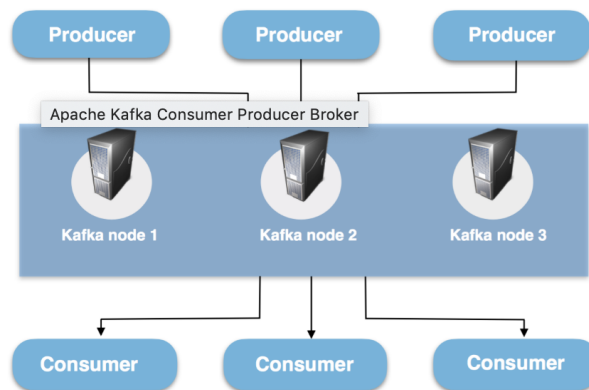 Producer
Producer
Producer
Apache Kafka Consumer Producer Broker
Kafka node 1
Kafka node 2
Kafka node 3
Consumer
Consumer
Consumer